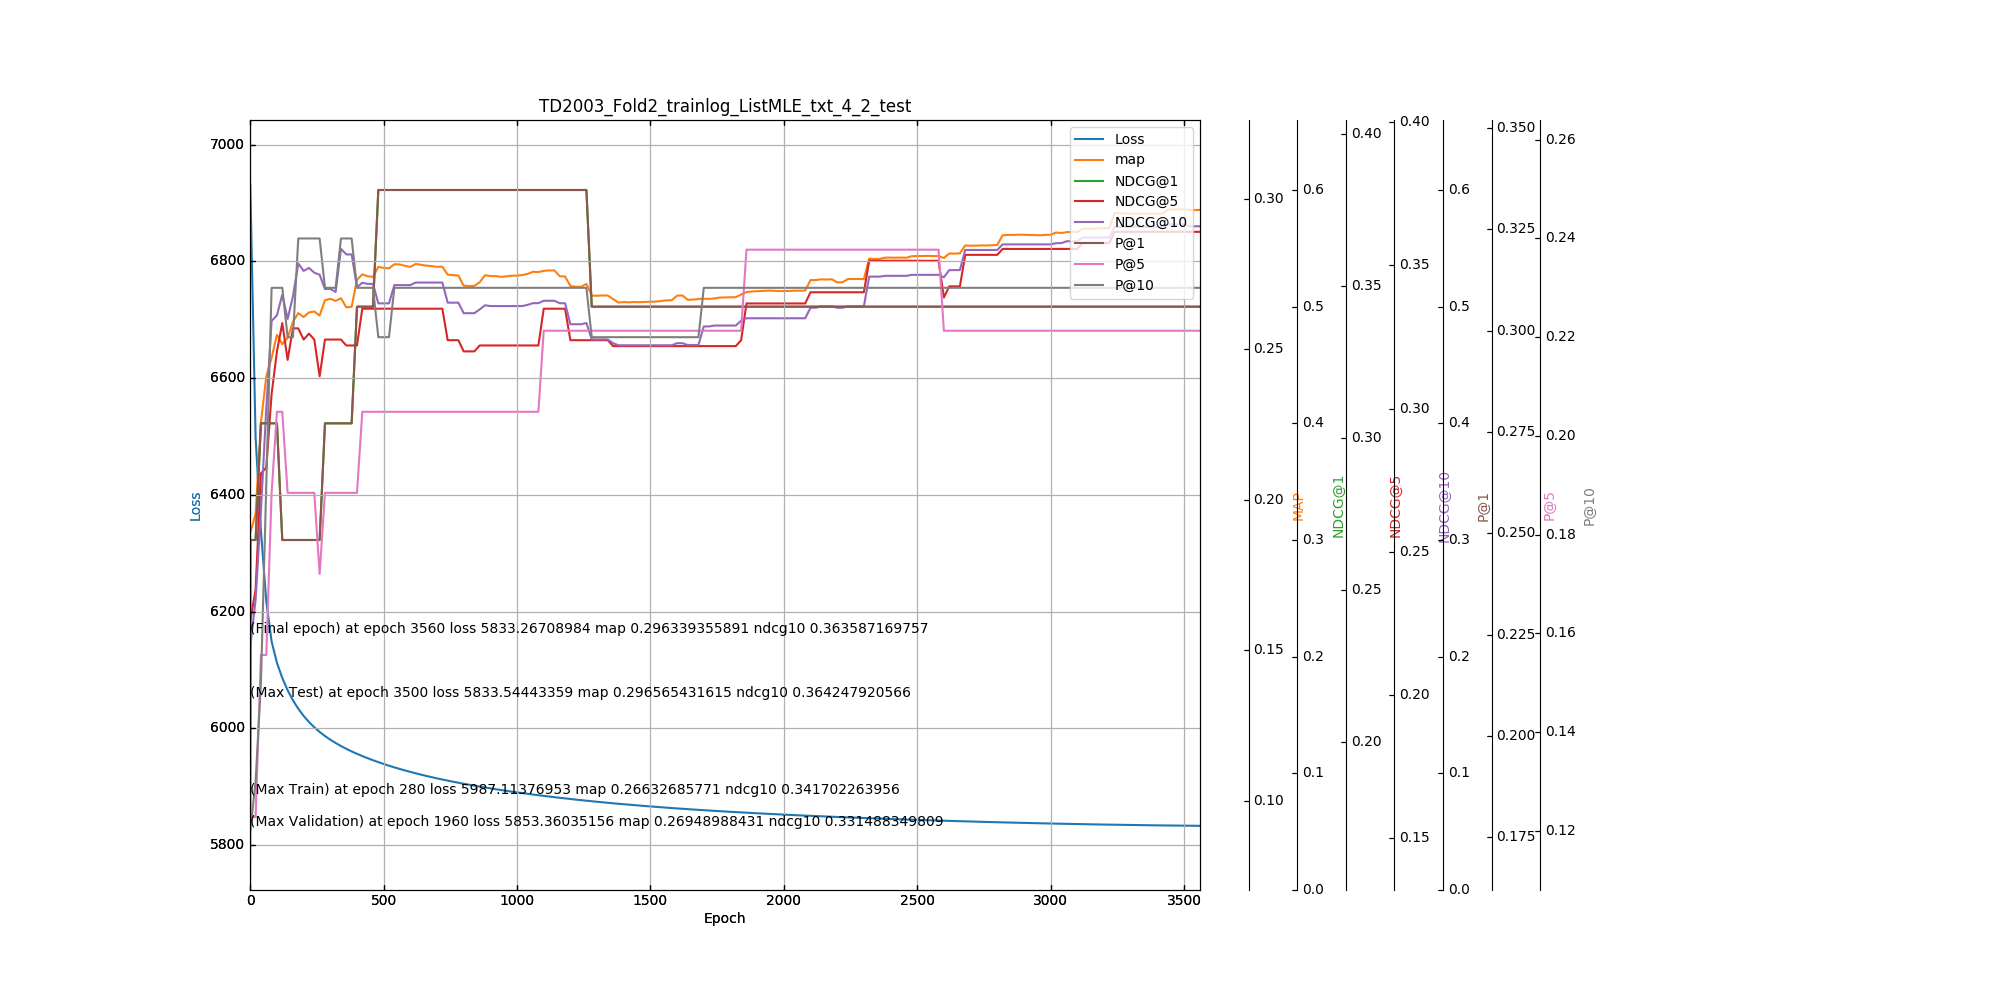 TD2003_Fold2_trainlog_ListMLE_txt_4_2_test
7000
6800
6600
6400
6200
6000
5800
Loss
0 500 1000 1500 2000 2500 3000 3500
Epoch
Loss
map
NDCG@1
NDCG@5
NDCG@10
P@1
P@5
P@10
(Final epoch) at epoch 3560 loss 5833.26708984 map 0.296339355891 ndcg10 0.363587169757
(Max Test) at epoch 3500 loss 5833.54443359 map 0.296565431615 ndcg10 0.364247920566
(Max Train) at epoch 280 loss 5987.11376953 map 0.26632685771 ndcg10 0.341702263956
(Max Validation) at epoch 1960 loss 5853.36035156 map 0.26948988431 ndcg10 0.331488349809
0.30
0.25
0.20
0.15
0.10
MAP
0.6
0.5
0.4
0.3
0.2
0.1
0.0
NDCG@1
0.40
0.35
0.30
0.25
0.20
NDCG@5
0.40
0.35
0.30
0.25
0.20
0.15
NDCG@10
0.6
0.5
0.4
0.3
0.2
0.1
0.0
P@1
0.350
0.325
0.300
0.275
0.250
0.225
0.200
0.175
P@5
0.26
0.24
0.22
0.20
0.18
0.16
0.14
0.12
P@10